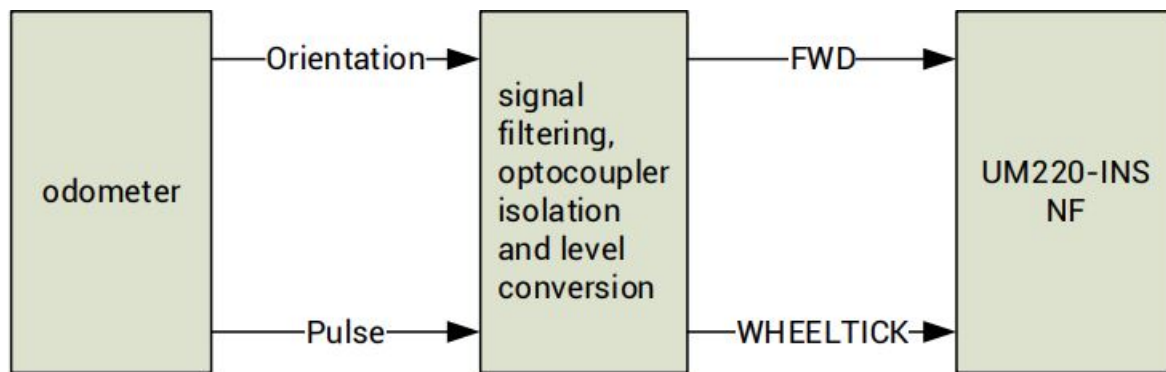 odometer
Orientation
Pulse
signal
filtering,
optocoupler
isolation
and level
conversion
FWD
WHEELTICK
UM220-INS
NF